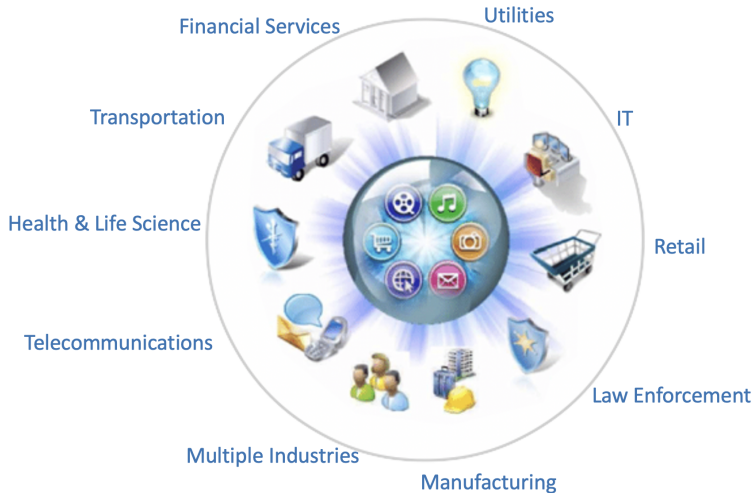 Utilities
Financial Services
Transportation
IT
Health & Life Science
Retail
Telecommunications
Law Enforcement
Multiple Industries
Manufacturing